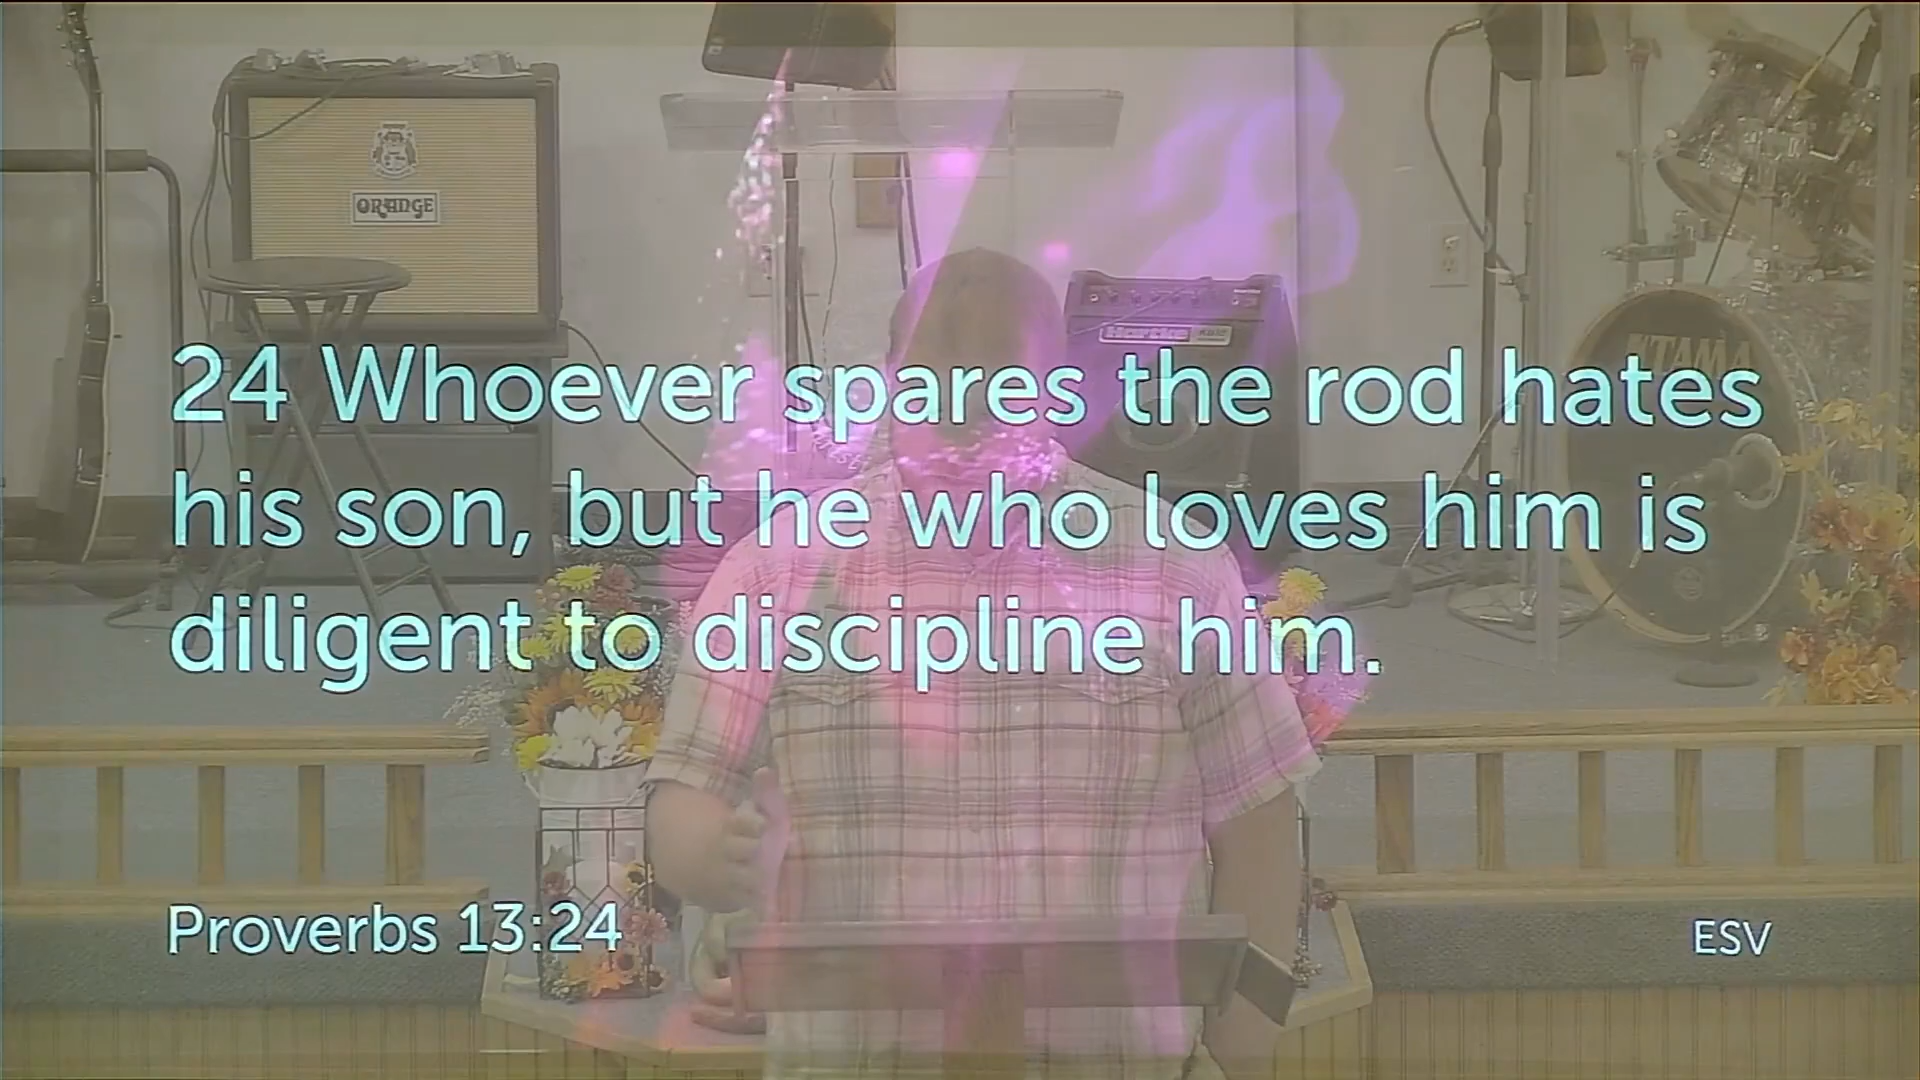 ORANGE
Hartke
TAMA
24 Whoever spares the rod hates
his son, but he who loves him is
diligent to discipline him.
Proverbs 13:24
ESV